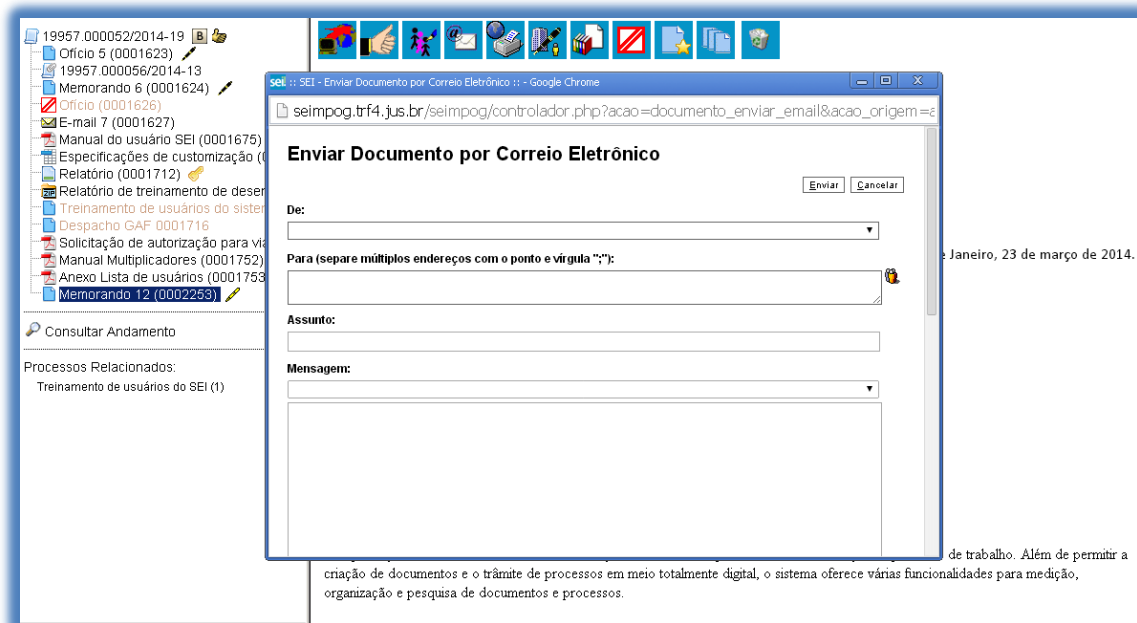 19957.000052/2014-19 B
Ofício 5 (0001623)
19957.000056/2014-13
Memorando 6 (0001624)
Ofício (0001626)
E-mail 7 (0001627)
Manual do usuário SEI (0001675)
Especificações de customização (
Relatório (0001712)
Relatório de treinamento de deser
Treinamento de usuários do sister
Despacho GAF 0001716
Solicitação de autorização para via
Manual Multiplicadores (0001752)
Anexo Lista de usuários (0001753
Memorando 12 (0002253)
Consultar Andamento
Processos Relacionados:
Treinamento de usuários do SEI (1)
sei :: SEI - Enviar Documento por Correio Eletrônico :: - Google Chrome
seimpog.trf4.jus.br/seimpog/controlador.php?acao=documento_enviar_email&acao_origem=a
Enviar Documento por Correio Eletrônico
Enviar Cancelar
De:
Para (separe múltiplos endereços com o ponto e vírgula ";"):
Assunto:
Mensagem:
Janeiro, 23 de março de 2014.
de trabalho. Além de permitir a
criação de documentos e o trâmite de processos em meio totalmente digital, o sistema oferece várias funcionalidades para medição,
organização e pesquisa de documentos e processos.